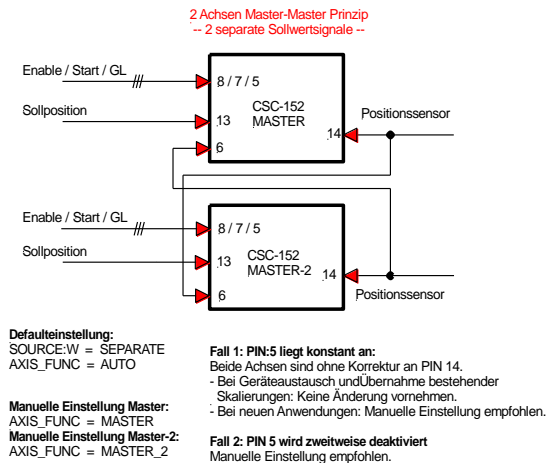 2 Achsen Master-Master Prinzip
-- 2 separate Sollwertsignale --
Enable / Start / GL
8 / 7 / 5
CSC-152
MASTER
Sollposition
13
Positionssensor
14
6
Enable / Start / GL
8 / 7 / 5
Sollposition
13
CSC-152
MASTER-2
14
6
Positionssensor
Defaulteinstellung:
SOURCE:W = SEPARATE
AXIS_FUNC = AUTO
Manuelle Einstellung Master:
AXIS_FUNC = MASTER
Manuelle Einstellung Master-2:
AXIS_FUNC = MASTER_2
Fall 1: PIN:5 liegt konstant an:
Beide Achsen sind ohne Korrektur an PIN 14.
- Bei Geräteaustausch undÜbernahme bestehender
Skalierungen: Keine Änderung vornehmen.
- Bei neuen Anwendungen: Manuelle Einstellung empfohlen.
Fall 2: PIN 5 wird zweitweise deaktiviert
Manuelle Einstellung empfohlen.